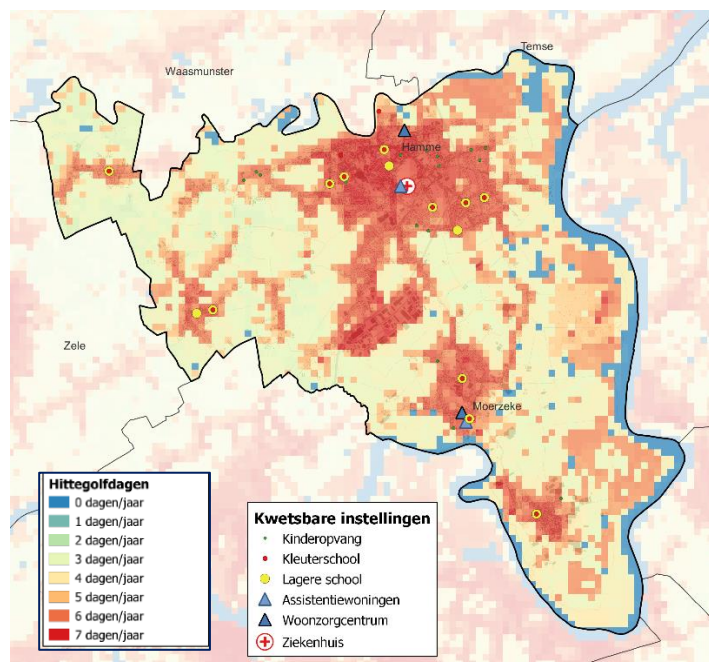 Temse
Waasmunster
Hamme
Zele
Moerzeke
Hittegolfdagen
0 dagen/jaar
1 dagen/jaar
2 dagen/jaar
3 dagen/jaar
4 dagen/jaar
5 dagen/jaar
6 dagen/jaar
7 dagen/jaar
Kwetsbare instellingen
Kinderopvang
Kleuterschool
Lagere school
Assistentiewoningen
Woonzorgcentrum
Ziekenhuis